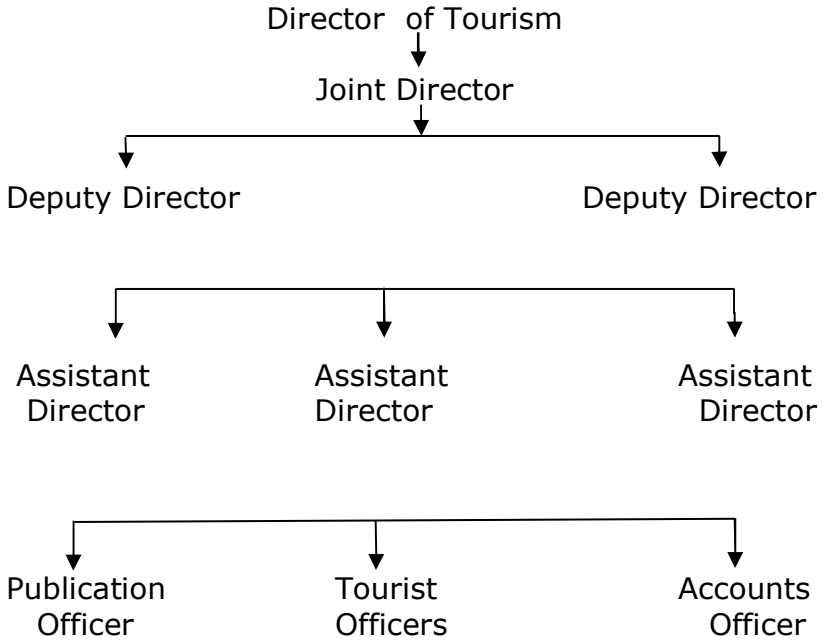 Director of Tourism
Joint Director
Deputy Director Deputy Director
Assistant Assistant Assistant
Director Director Director
Publication Tourist Accounts
Officer Officers Officer